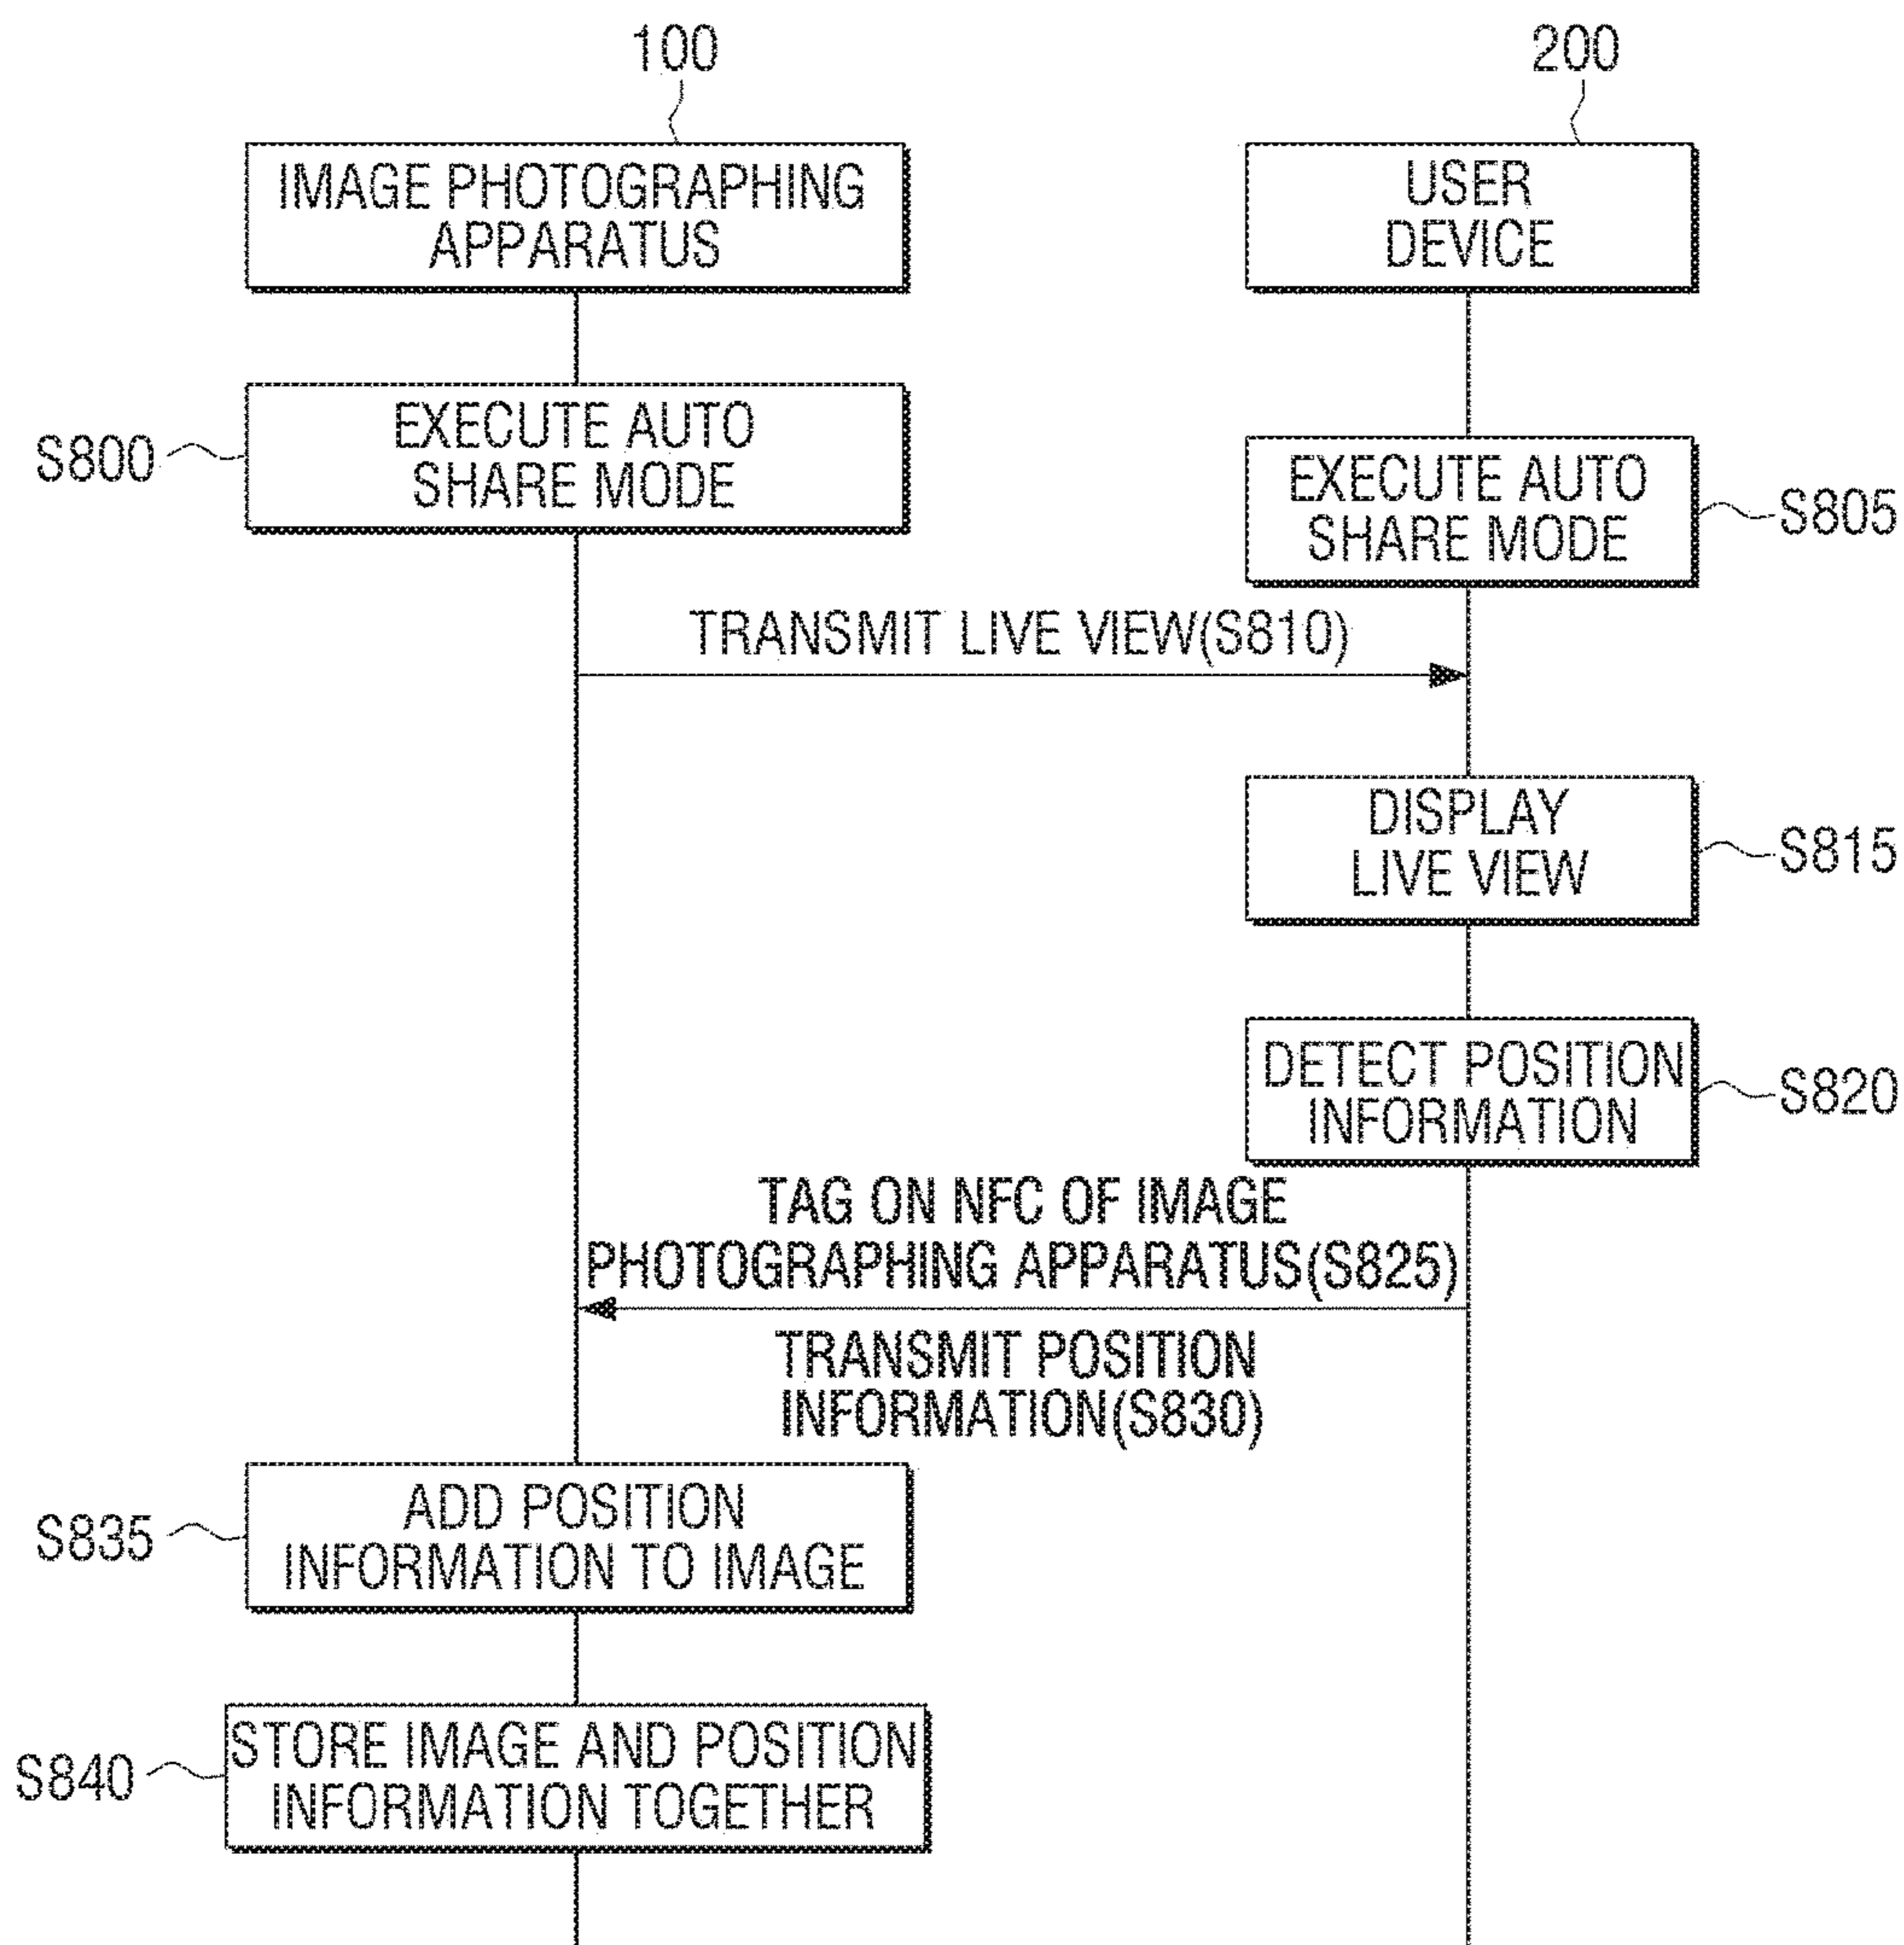 100
200
IMAGE PHOTOGRAPHING
APPARATUS
USER
DEVICE
S800
EXECUTE AUTO
SHARE MODE
EXECUTE AUTO
SHARE MODE
S805
TRANSMIT LIVE VIEW(S810)
DISPLAY
LIVE VIEW
S815
DETECT POSITION
INFORMATION
S820
TAG ON NFC OF IMAGE
PHOTOGRAPHING APPARATUS(S825)
TRANSMIT POSITION
INFORMATION(S830)
S835
ADD POSITION
INFORMATION TO IMAGE
S840
STORE IMAGE AND POSITION
INFORMATION TOGETHER